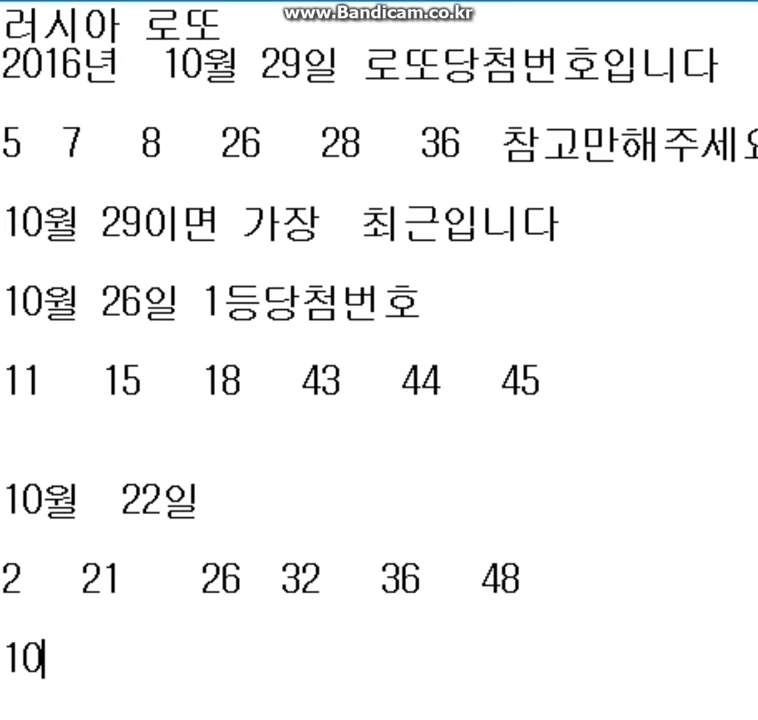 www.Bandicam.co.kr
러시아 로또
2016년 10월 29일 로또당첨번호입니다
5 7 8 26 28 36 참고만해주세요
10월 29이면 가장 최근입니다
10월 26일 1등당첨번호
11 15 18 43 44 45
10월 22일
2 21 26 32 36 48
10